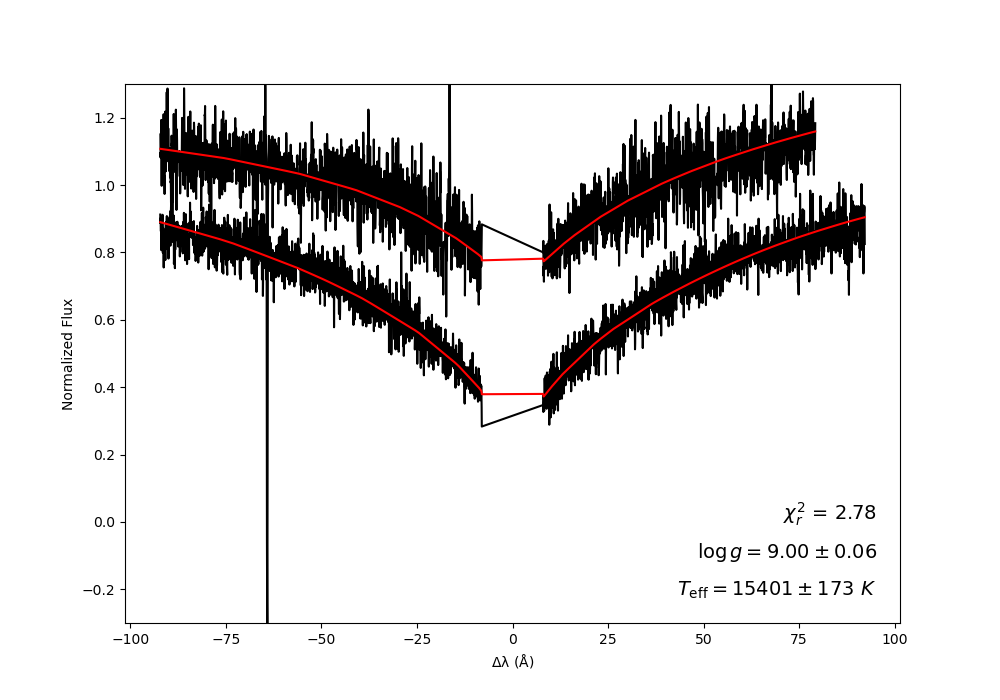 1.2
1.0
0.8
0.6
0.4
0.2
0.0
−0.2
Normalized Flux
χ²ᵣ = 2.78
log g = 9.00 ± 0.06
T_eff = 15401 ± 173 K
−100 −75 −50 −25 0 25 50 75 100
Δλ (Å)